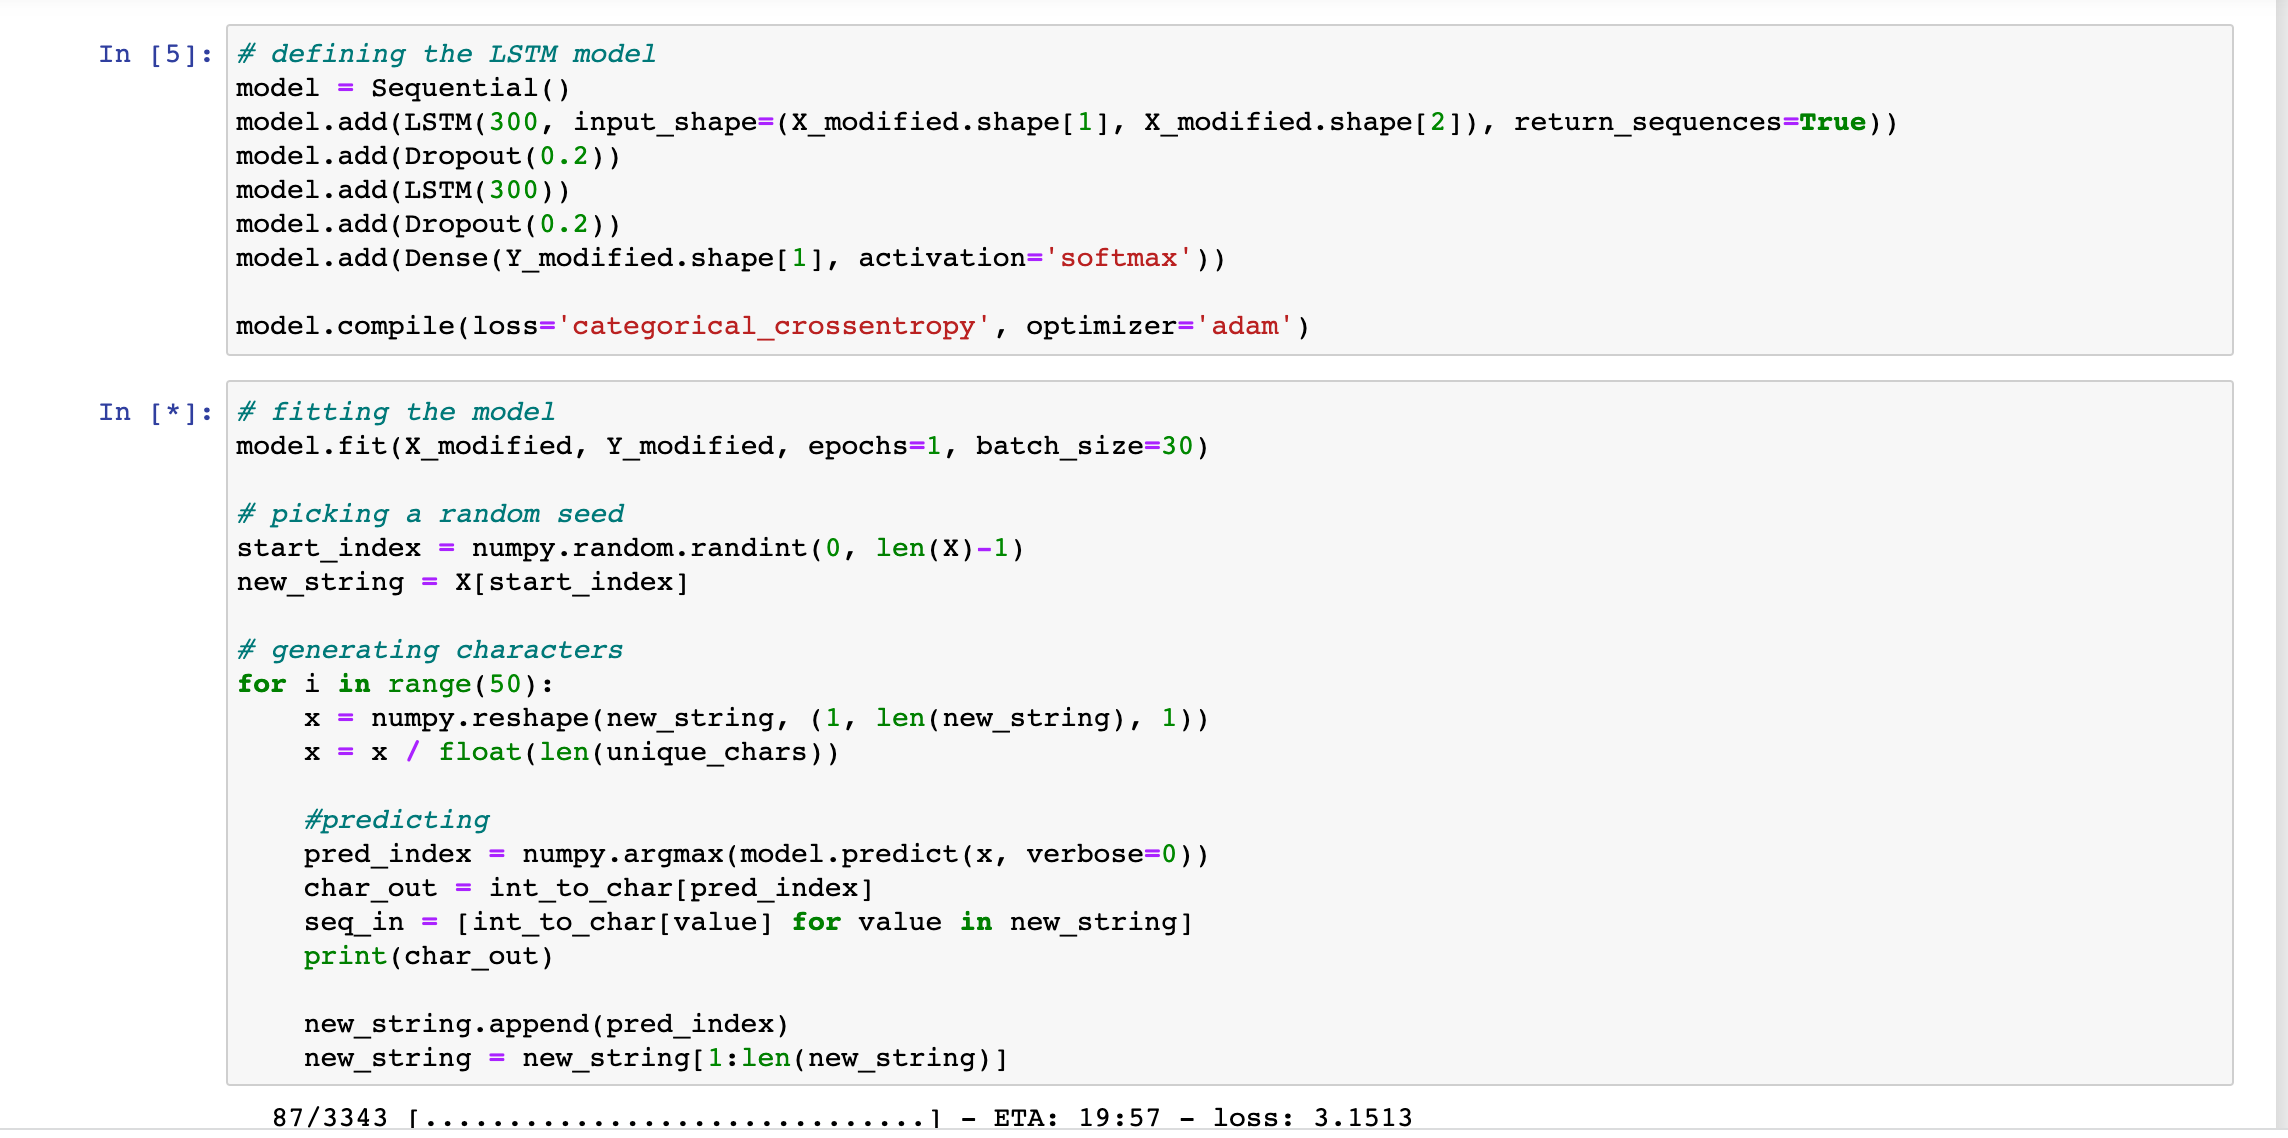 In [5]:
# defining the LSTM model
model = Sequential()
model.add(LSTM(300, input_shape=(X_modified.shape[1], X_modified.shape[2]), return_sequences=True))
model.add(Dropout(0.2))
model.add(LSTM(300))
model.add(Dropout(0.2))
model.add(Dense(Y_modified.shape[1], activation='softmax'))

model.compile(loss='categorical_crossentropy', optimizer='adam')

In [*]:
# fitting the model
model.fit(X_modified, Y_modified, epochs=1, batch_size=30)

# picking a random seed
start_index = numpy.random.randint(0, len(X)-1)
new_string = X[start_index]

# generating characters
for i in range(50):
    x = numpy.reshape(new_string, (1, len(new_string), 1))
    x = x / float(len(unique_chars))

    #predicting
    pred_index = numpy.argmax(model.predict(x, verbose=0))
    char_out = int_to_char[pred_index]
    seq_in = [int_to_char[value] for value in new_string]
    print(char_out)

    new_string.append(pred_index)
    new_string = new_string[1:len(new_string)]

87/3343 [..............................] - ETA: 19:57 - loss: 3.1513